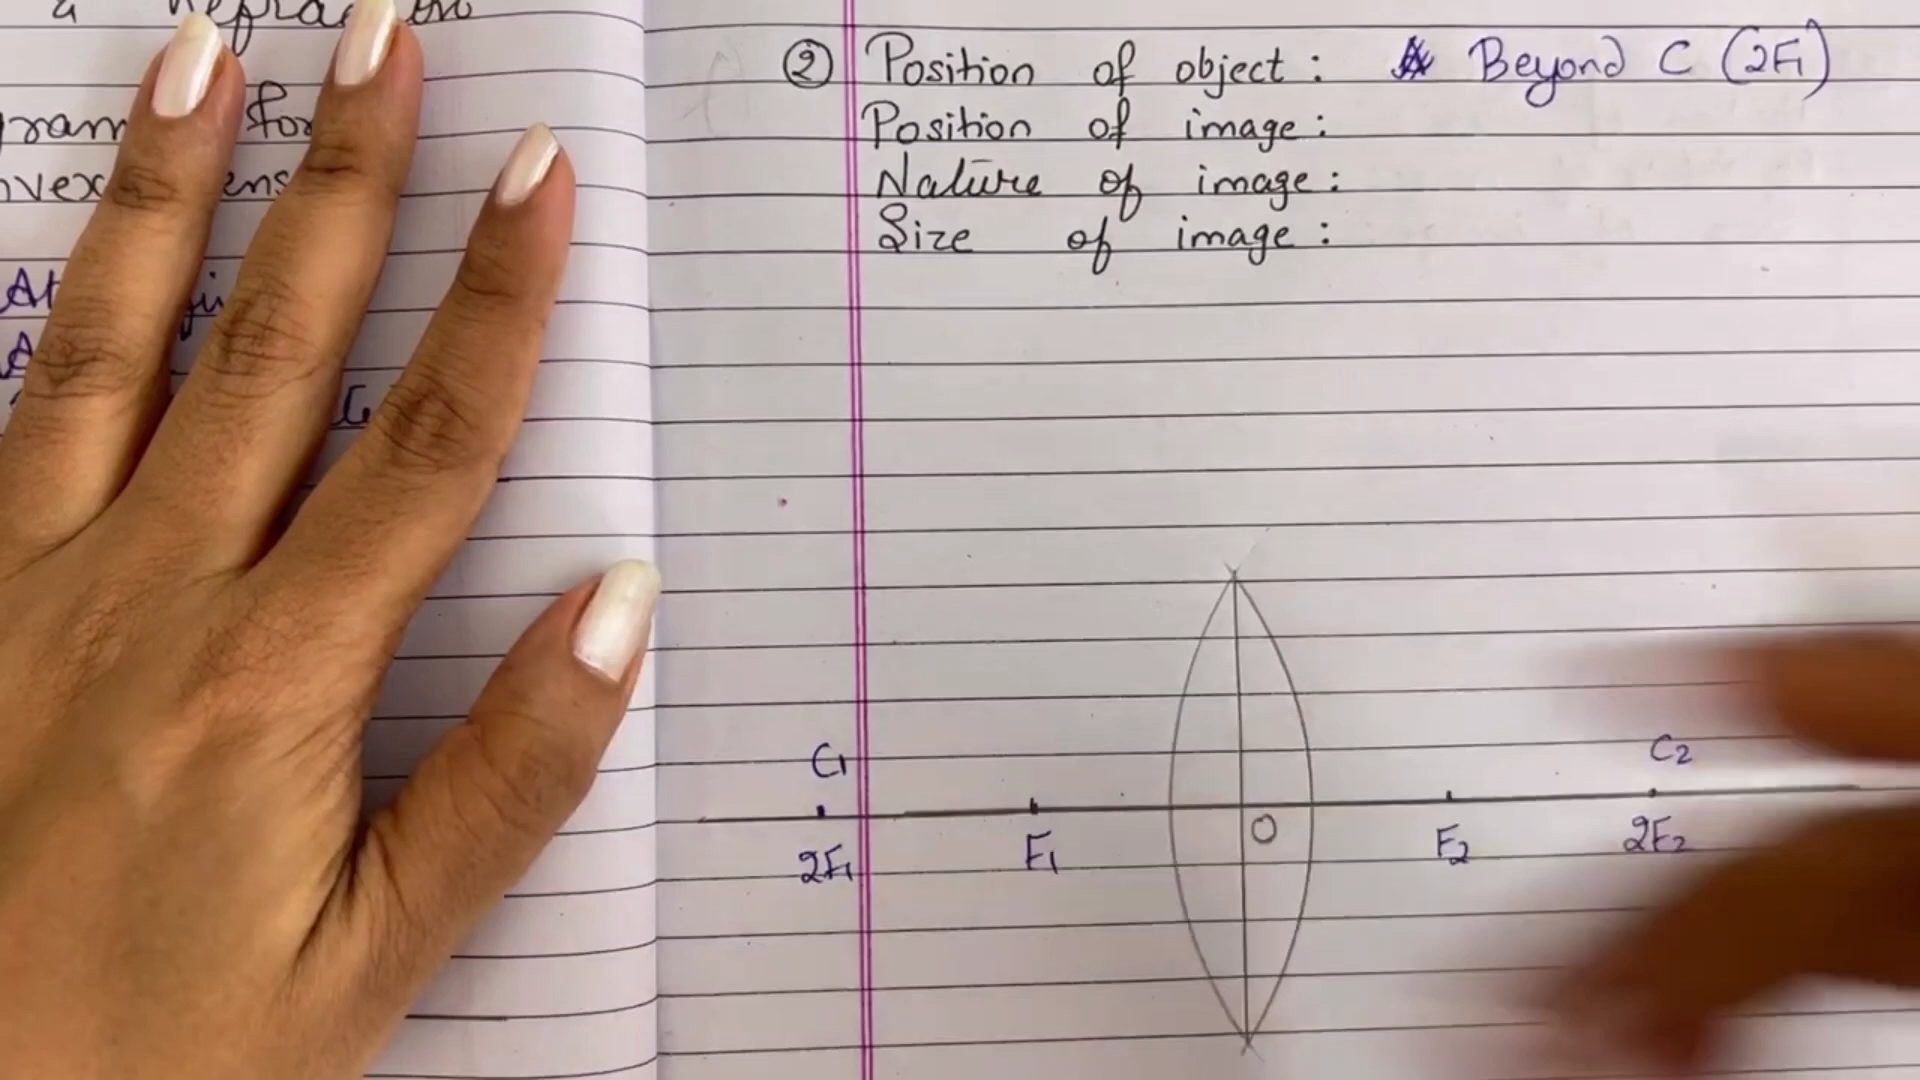 for
② Position of object : Beyond C (2F1)
Position of image :
Nature of image :
Size of image :
C1
C2
2F1
F1
O
F2
2F2